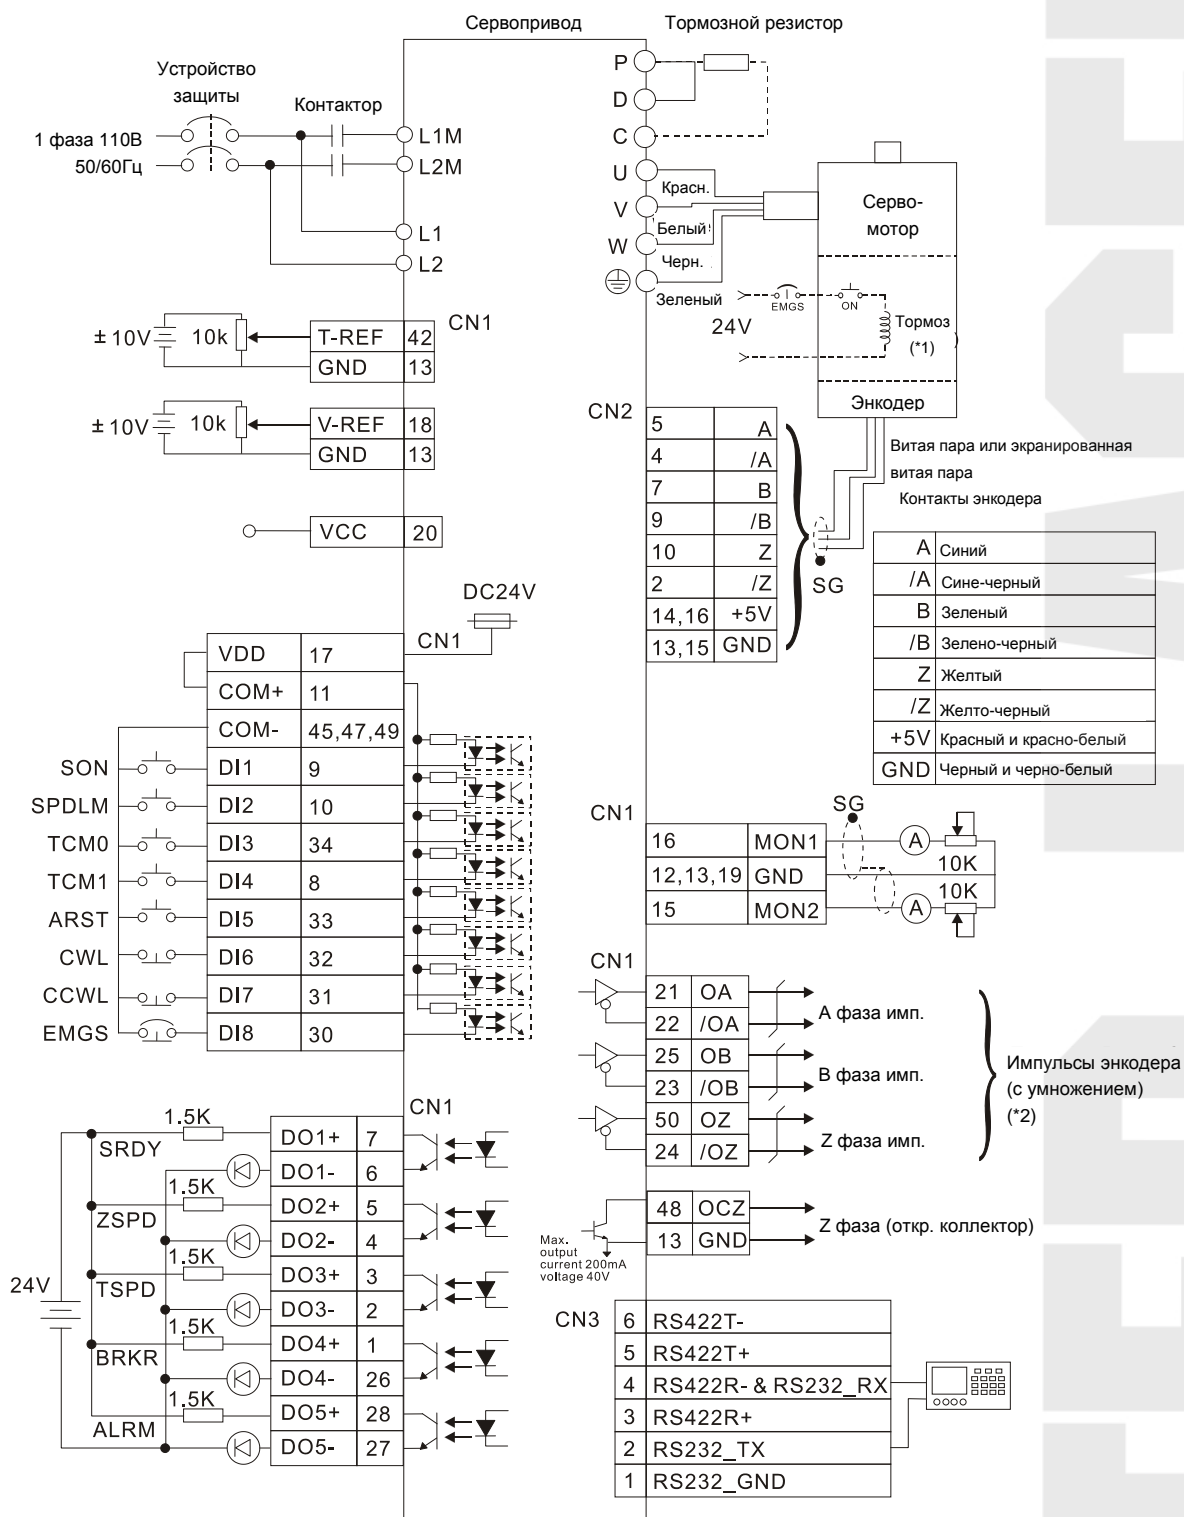 Сервопривод
Тормозной резистор
Устройство
защиты
Контактор
1 фаза 110В
50/60Гц
L1M
L2M
L1
L2
P
D
C
U
V
W
Красн.
Белый
Черн.
Зеленый
Серво-
мотор
24V
EMGS
ON
Тормоз
(*1)
Энкодер
± 10V
10k
T-REF 42
GND 13
CN1
± 10V
10k
V-REF 18
GND 13
VCC 20
CN2
5 A
4 /A
7 B
9 /B
10 Z
2 /Z
14,16 +5V
13,15 GND
SG
Витая пара или экранированная
витая пара
Контакты энкодера
A Синий
/A Сине-черный
B Зеленый
/B Зелено-черный
Z Желтый
/Z Желто-черный
+5V Красный и красно-белый
GND Черный и черно-белый
DC24V
CN1
VDD 17
COM+ 11
COM- 45,47,49
SON DI1 9
SPDLM DI2 10
TCM0 DI3 34
TCM1 DI4 8
ARST DI5 33
CWL DI6 32
CCWL DI7 31
EMGS DI8 30
CN1
SG
16 MON1
12,13,19 GND
15 MON2
A
10K
10K
A
CN1
21 OA
22 /OA
A фаза имп.
25 OB
23 /OB
B фаза имп.
50 OZ
24 /OZ
Z фаза имп.
Импульсы энкодера
(с умножением)
(*2)
48 OCZ
13 GND
Z фаза (откр. коллектор)
Max.
output
current 200mA
voltage 40V
CN1
24V
1.5K
SRDY
DO1+ 7
DO1- 6
1.5K
ZSPD
DO2+ 5
DO2- 4
1.5K
TSPD
DO3+ 3
DO3- 2
1.5K
BRKR
DO4+ 1
DO4- 26
1.5K
ALRM
DO5+ 28
DO5- 27
CN3
6 RS422T-
5 RS422T+
4 RS422R- & RS232_RX
3 RS422R+
2 RS232_TX
1 RS232_GND